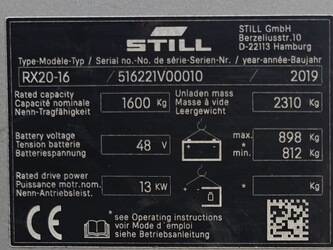 STILL
STILL GmbH
Berzeliusstr.10
D-22113 Hamburg
Type-Modèle-Typ / Serial no.-No. de série-Serien-Nr. / year-année-Baujahr
RX20-16 / 516221V00010 / 2019
Rated capacity
Capacité nominale
Nenn-Tragfähigkeit
1600 Kg
Unladen mass
Masse à vide
Leergewicht
2310 Kg
Battery voltage
Tension batterie
Batteriespannung
48 V
max. 898 Kg
*
min. 812 Kg
Rated drive power
Puissance motr.nom.
Nenn-Antriebsleist.
13 KW
* Kg
CE
* see Operating instructions
voir Mode d'emploi
siehe Betriebsanleitung